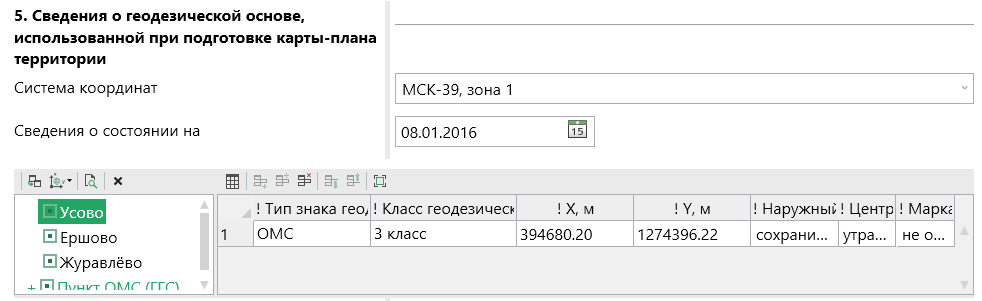 5. Сведения о геодезической основе,
использованной при подготовке карты-плана
территории
Система координат
МСК-39, зона 1
Сведения о состоянии на
08.01.2016
15
Усово
Ершово
Журавлёво
+ Пункт ОМС (ГГС)
! Тип знака геод ! Класс геодезическ ! X, м ! Y, м ! Наружный ! Центр ! Марка
1 ОМС 3 класс 394680.20 1274396.22 сохрани... утра... не о...